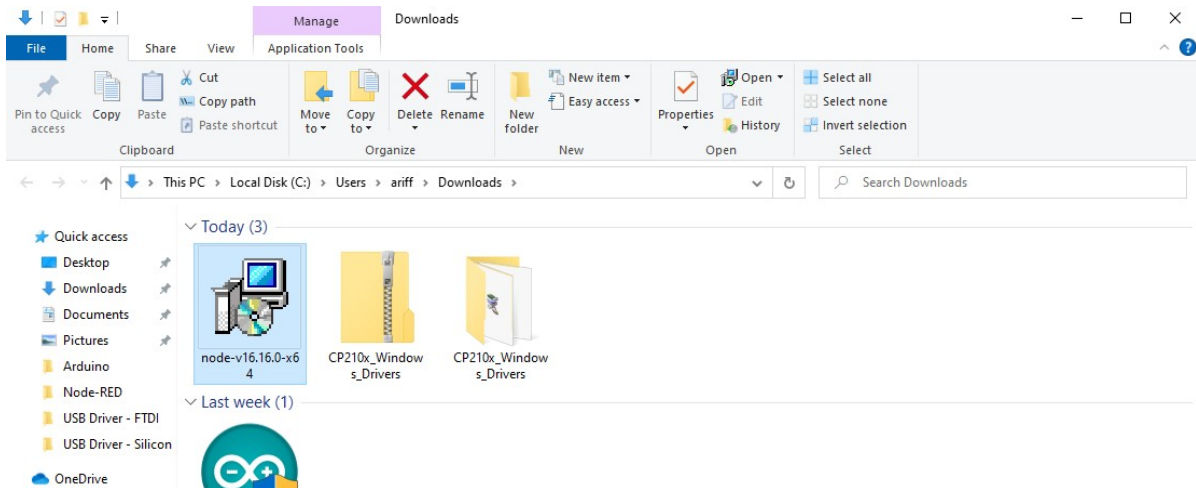 Manage
Downloads
File
Home
Share
View
Application Tools
Pin to Quick
access
Copy
Paste
Cut
Copy path
Paste shortcut
Clipboard
Move
to
Copy
to
Delete
Rename
Organize
New
folder
New item
Easy access
New
Properties
Open
Edit
History
Open
Select all
Select none
Invert selection
Select
This PC > Local Disk (C:) > Users > ariff > Downloads >
Search Downloads
Quick access
Desktop
Downloads
Documents
Pictures
Arduino
Node-RED
USB Driver - FTDI
USB Driver - Silicon
OneDrive
Today (3)
node-v16.16.0-x6
4
CP210x_Window
s_Drivers
CP210x_Window
s_Drivers
Last week (1)